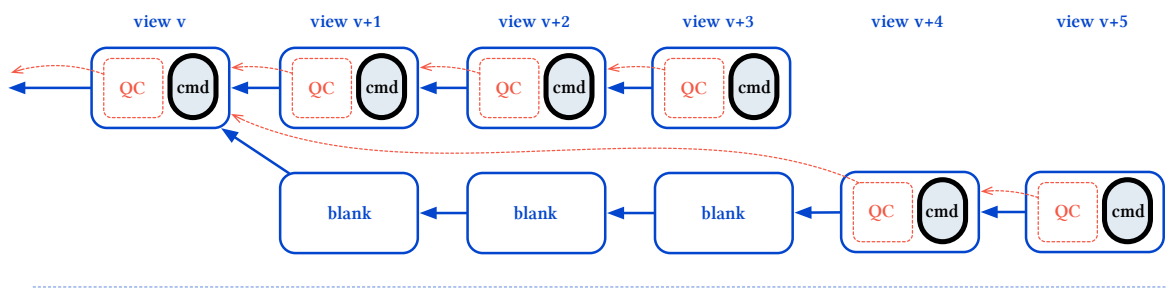 view v view v+1 view v+2 view v+3 view v+4 view v+5
QC cmd QC cmd QC cmd QC cmd
blank blank blank QC cmd QC cmd